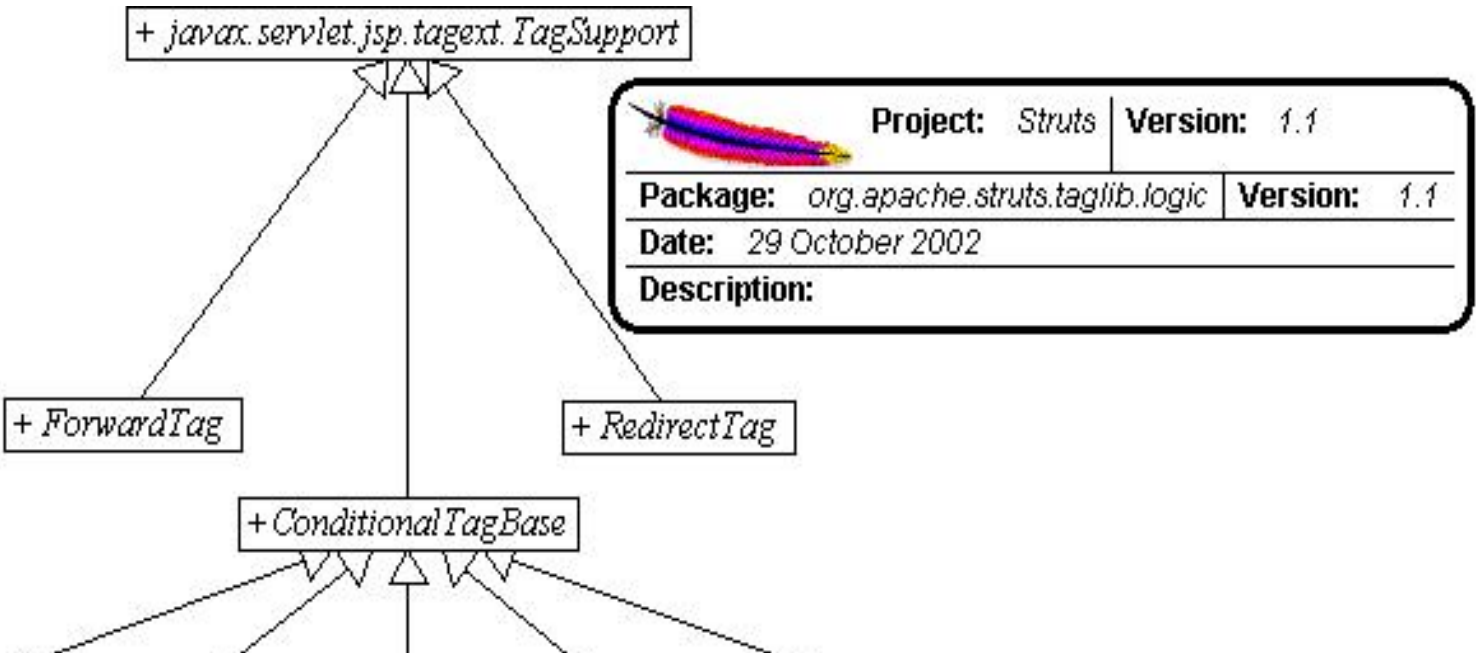 + javax.servlet.jsp.tagext.TagSupport
Project: Struts Version: 1.1
Package: org.apache.struts.taglib.logic Version: 1.1
Date: 29 October 2002
Description:
+ ForwardTag
+ RedirectTag
+ ConditionalTagBase